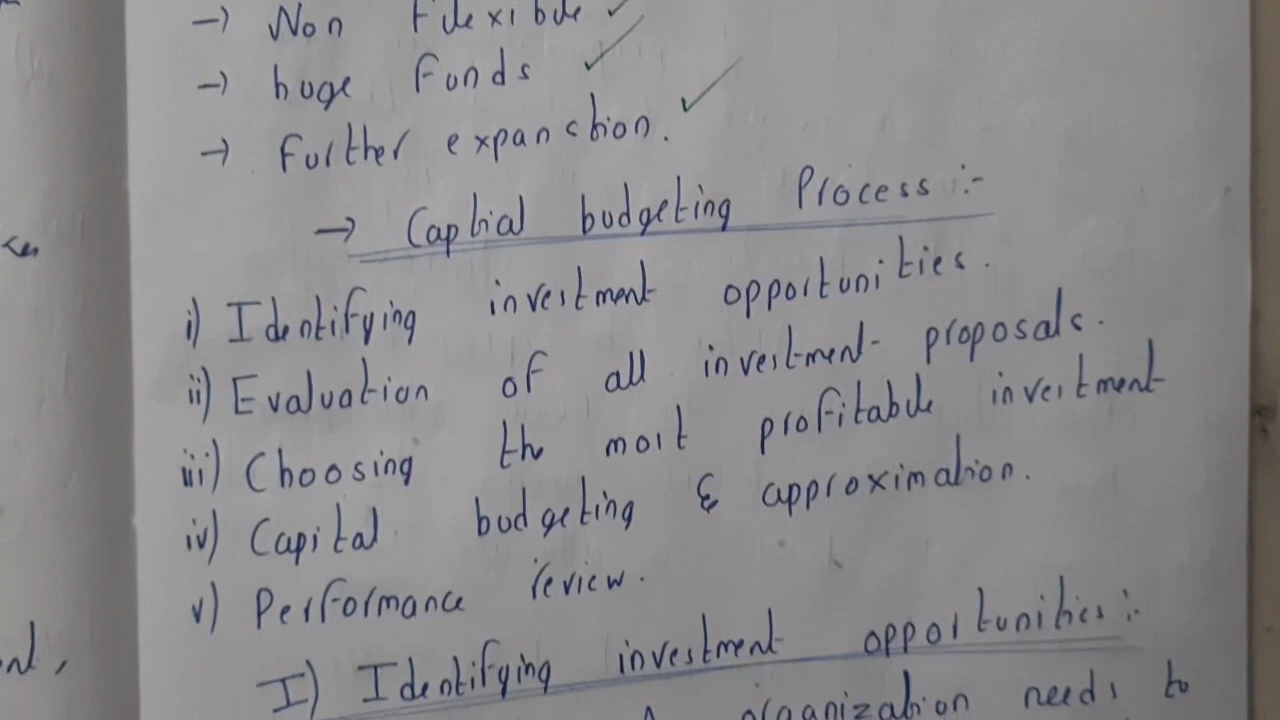 → Non Flexible
→ huge Funds
→ Further expanction.
→ Captial budgeting Process :-
i) Identifying investment opportunities.
ii) Evaluation of all investment proposals.
iii) Choosing the most profitable investment
iv) Capital budgeting & approximation.
v) Performance review.
I) Identifying investment opportunities :-
organization needs to